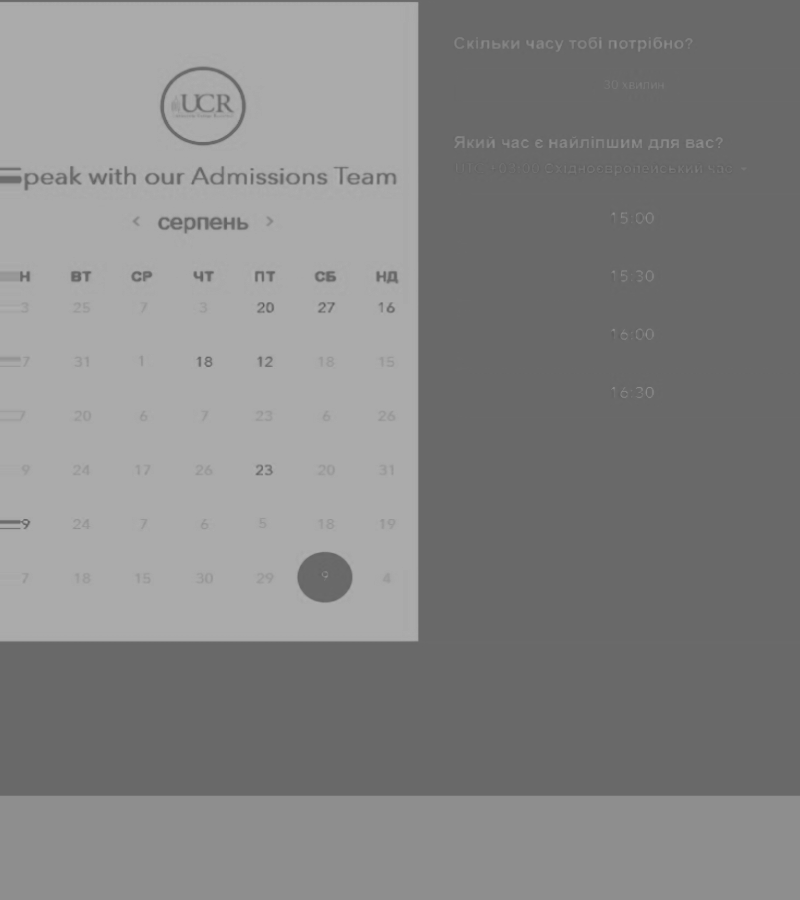 UCR
peak with our Admissions Team
серпень
Н ВТ СР ЧТ ПТ СБ НД
3 25 7 3 20 27 16
7 31 1 18 12 18 15
7 20 6 7 23 6 26
9 24 17 26 23 20 31
9 24 7 6 5 18 19
7 18 15 30 29 9 4
Скільки часу тобі потрібно?
30 хвилин
Який час є найліпшим для вас?
Східноєвропейський час
15:00
15:30
16:00
16:30